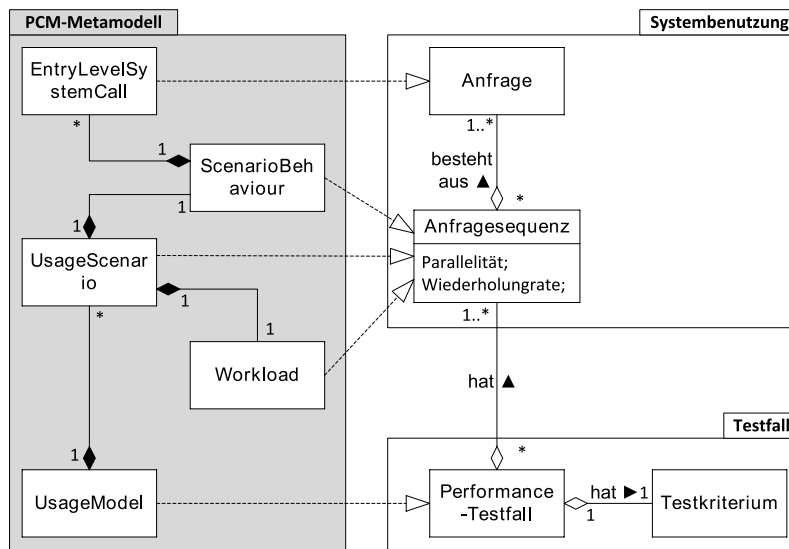 PCM-Metamodell
Systembenutzung
EntryLevelSy
stemCall
Anfrage
*
1..*
1
ScenarioBeh
aviour
besteht
aus ▲
1
*
1
Anfragesequenz
UsageScenar
io
Parallelität;
Wiederholungrate;
*
1
1..*
1
Workload
hat ▲
Testfall
1
*
UsageModel
Performance
-Testfall
hat ▶ 1
1
Testkriterium